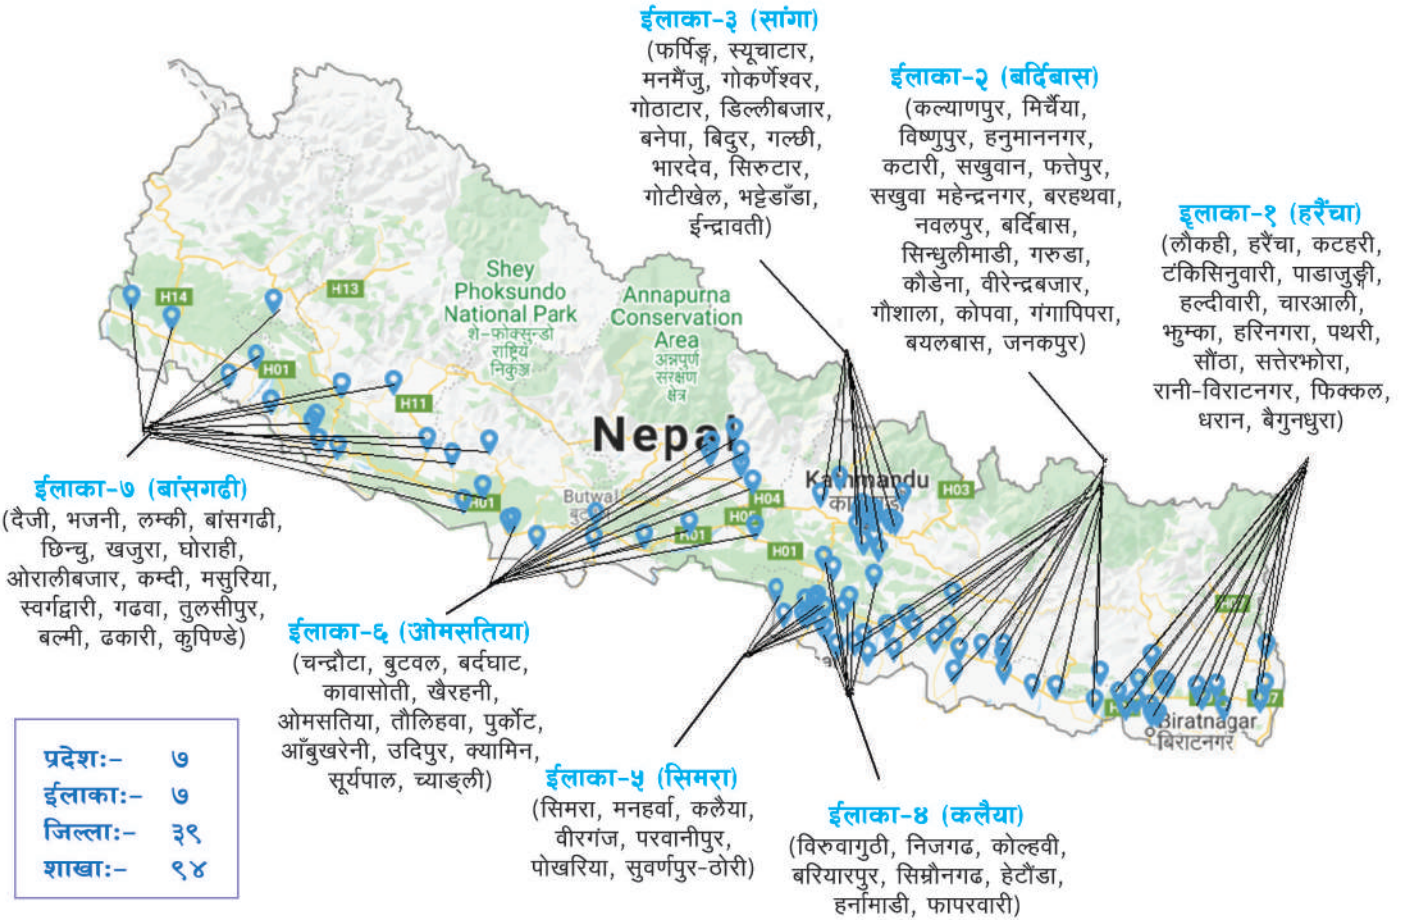 ईलाका-३ (सांगा)
(फर्पिङ्ग, स्यूचाटार,
मनमैंजु, गोकर्णेश्वर,
गोठाटार, डिल्लीबजार,
बनेपा, बिदुर, गल्छी,
भारदेव, सिरुटार,
गोटीखेल, भट्टेडाँडा,
ईन्द्रावती)
ईलाका-२ (बर्दिबास)
(कल्याणपुर, मिर्चैया,
विष्णुपुर, हनुमाननगर,
कटारी, सखुवान, फत्तेपुर,
सखुवा महेन्द्रनगर, बरहथवा,
नवलपुर, बर्दिबास,
सिन्धुलीमाडी, गरुडा,
कौडेना, वीरेन्द्रबजार,
गौशाला, कोपवा, गंगापिपरा,
बयलबास, जनकपुर)
इलाका-१ (हरैंचा)
(लौकही, हरैंचा, कटहरी,
टंकिसिनुवारी, पाडाजुङ्गी,
हल्दीवारी, चारआली,
झुम्का, हरिनगरा, पथरी,
सौंठा, सत्तेरझोरा,
रानी-विराटनगर, फिक्कल,
धरान, बैगुनधुरा)
H14
H13
Shey
Phoksundo
National Park
शे-फोक्सुन्डो
राष्ट्रिय
निकुञ्ज
Annapurna
Conservation
Area
अन्नपुर्ण
संरक्षण
क्षेत्र
H01
H11
Nepal
Kathmandu
H03
H04
H01
Butwal
H01
H01
Biratnagar
बिराटनगर
ईलाका-७ (बांसगढी)
(दैजी, भजनी, लम्की, बांसगढी,
छिन्चु, खजुरा, घोराही,
ओरालीबजार, कम्दी, मसुरिया,
स्वर्गद्वारी, गढवा, तुलसीपुर,
बल्मी, ढकारी, कुपिण्डे)
ईलाका-६ (ओमसतिया)
(चन्द्रौटा, बुटवल, बर्दघाट,
कावासोती, खैरहनी,
ओमसतिया, तौलिहवा, पुर्कोट,
आँबुखरेनी, उदिपुर, क्यामिन,
सूर्यपाल, च्याङ्ली)
ईलाका-५ (सिमरा)
(सिमरा, मनहर्वा, कलैया,
वीरगंज, परवानीपुर,
पोखरिया, सुवर्णपुर-ठोरी)
ईलाका-४ (कलैया)
(विरुवागुठी, निजगढ, कोल्हवी,
बरियारपुर, सिम्रौनगढ, हेटौंडा,
हर्नामाडी, फापरवारी)
प्रदेशः- ७
ईलाकाः- ७
जिल्लाः- ३९
शाखाः- ९४